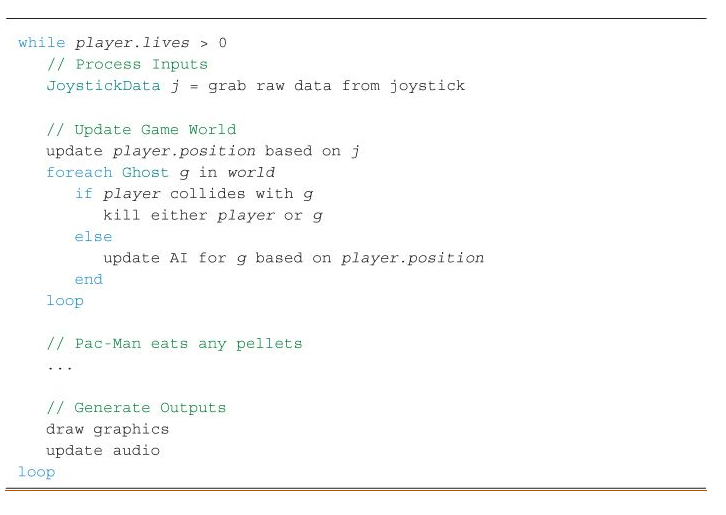 while player.lives > 0
   // Process Inputs
   JoystickData j = grab raw data from joystick

   // Update Game World
   update player.position based on j
   foreach Ghost g in world
      if player collides with g
         kill either player or g
      else
         update AI for g based on player.position
      end
   loop

   // Pac-Man eats any pellets
   ...

   // Generate Outputs
   draw graphics
   update audio
loop